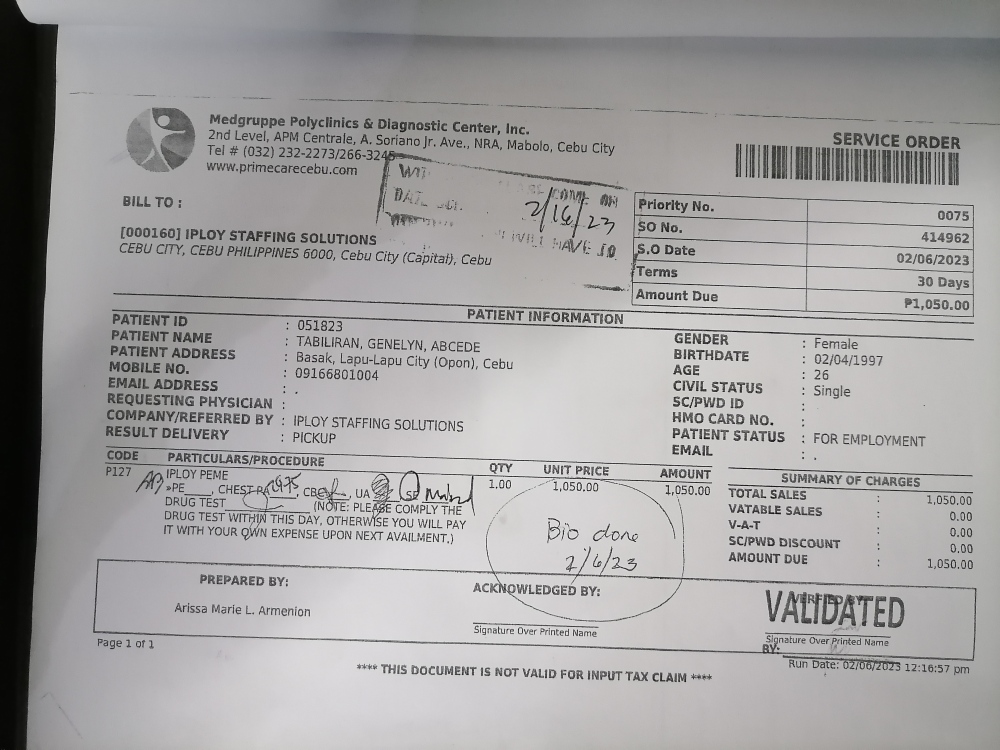 Medgruppe Polyclinics & Diagnostic Center, Inc.
2nd Level, APM Centrale, A. Soriano Jr. Ave., NRA, Mabolo, Cebu City
Tel # (032) 232-2273/266-3245
www.primecarecebu.com
SERVICE ORDER
COME ON
2/16/23
WILL HAVE TO
BILL TO :
[000160] IPLOY STAFFING SOLUTIONS
CEBU CITY, CEBU PHILIPPINES 6000, Cebu City (Capital), Cebu
Priority No. 0075
SO No. 414962
S.O Date 02/06/2023
Terms 30 Days
Amount Due ₱1,050.00
PATIENT INFORMATION
PATIENT ID : 051823
PATIENT NAME : TABILIRAN, GENELYN, ABCEDE
PATIENT ADDRESS : Basak, Lapu-Lapu City (Opon), Cebu
MOBILE NO. : 09166801004
EMAIL ADDRESS : .
REQUESTING PHYSICIAN :
COMPANY/REFERRED BY : IPLOY STAFFING SOLUTIONS
RESULT DELIVERY : PICKUP
GENDER : Female
BIRTHDATE : 02/04/1997
AGE : 26
CIVIL STATUS : Single
SC/PWD ID :
HMO CARD NO. :
PATIENT STATUS : FOR EMPLOYMENT
EMAIL : .
CODE PARTICULARS/PROCEDURE QTY UNIT PRICE AMOUNT
P127 IPLOY PEME 1.00 1,050.00 1,050.00
»PE____, CHEST PA 0975, CBC, UA
DRUG TEST (NOTE: PLEASE COMPLY THE
DRUG TEST WITHIN THIS DAY, OTHERWISE YOU WILL PAY
IT WITH YOUR OWN EXPENSE UPON NEXT AVAILMENT.)
Bio done
2/6/23
SUMMARY OF CHARGES
TOTAL SALES : 1,050.00
VATABLE SALES : 0.00
V-A-T : 0.00
SC/PWD DISCOUNT : 0.00
AMOUNT DUE : 1,050.00
PREPARED BY:
Arissa Marie L. Armenion
ACKNOWLEDGED BY:
Signature Over Printed Name
VERIFIED BY:
VALIDATED
Signature Over Printed Name
BY:
Page 1 of 1
Run Date: 02/06/2023 12:16:57 pm
**** THIS DOCUMENT IS NOT VALID FOR INPUT TAX CLAIM ****